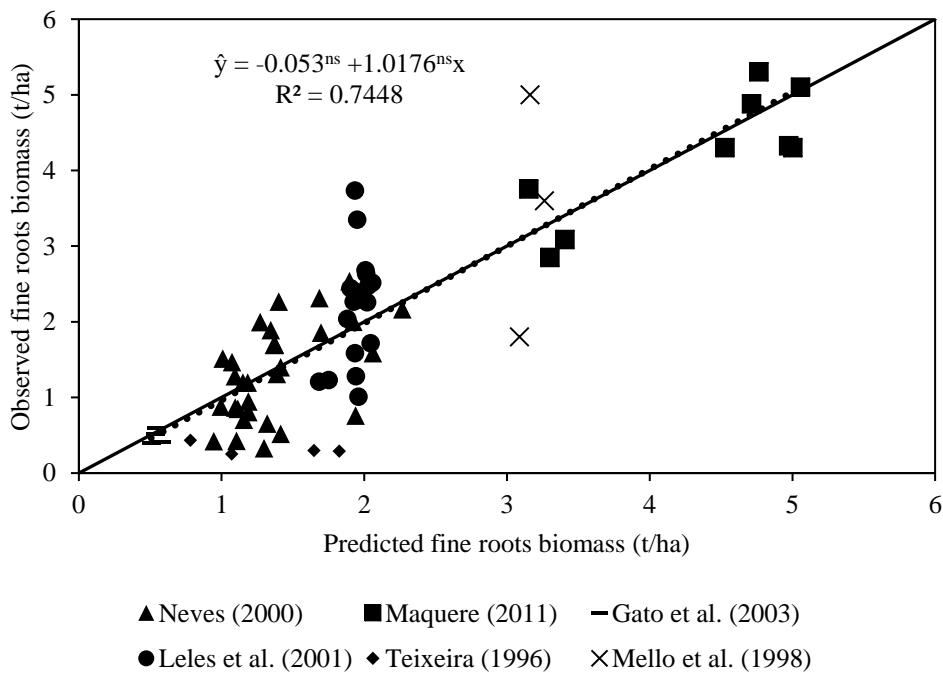 6
5
4
3
2
1
0
Observed fine roots biomass (t/ha)
ŷ = -0.053ⁿˢ +1.0176ⁿˢx
R² = 0.7448
0 1 2 3 4 5 6
Predicted fine roots biomass (t/ha)
Neves (2000) Maquere (2011) Gato et al. (2003)
Leles et al. (2001) Teixeira (1996) Mello et al. (1998)